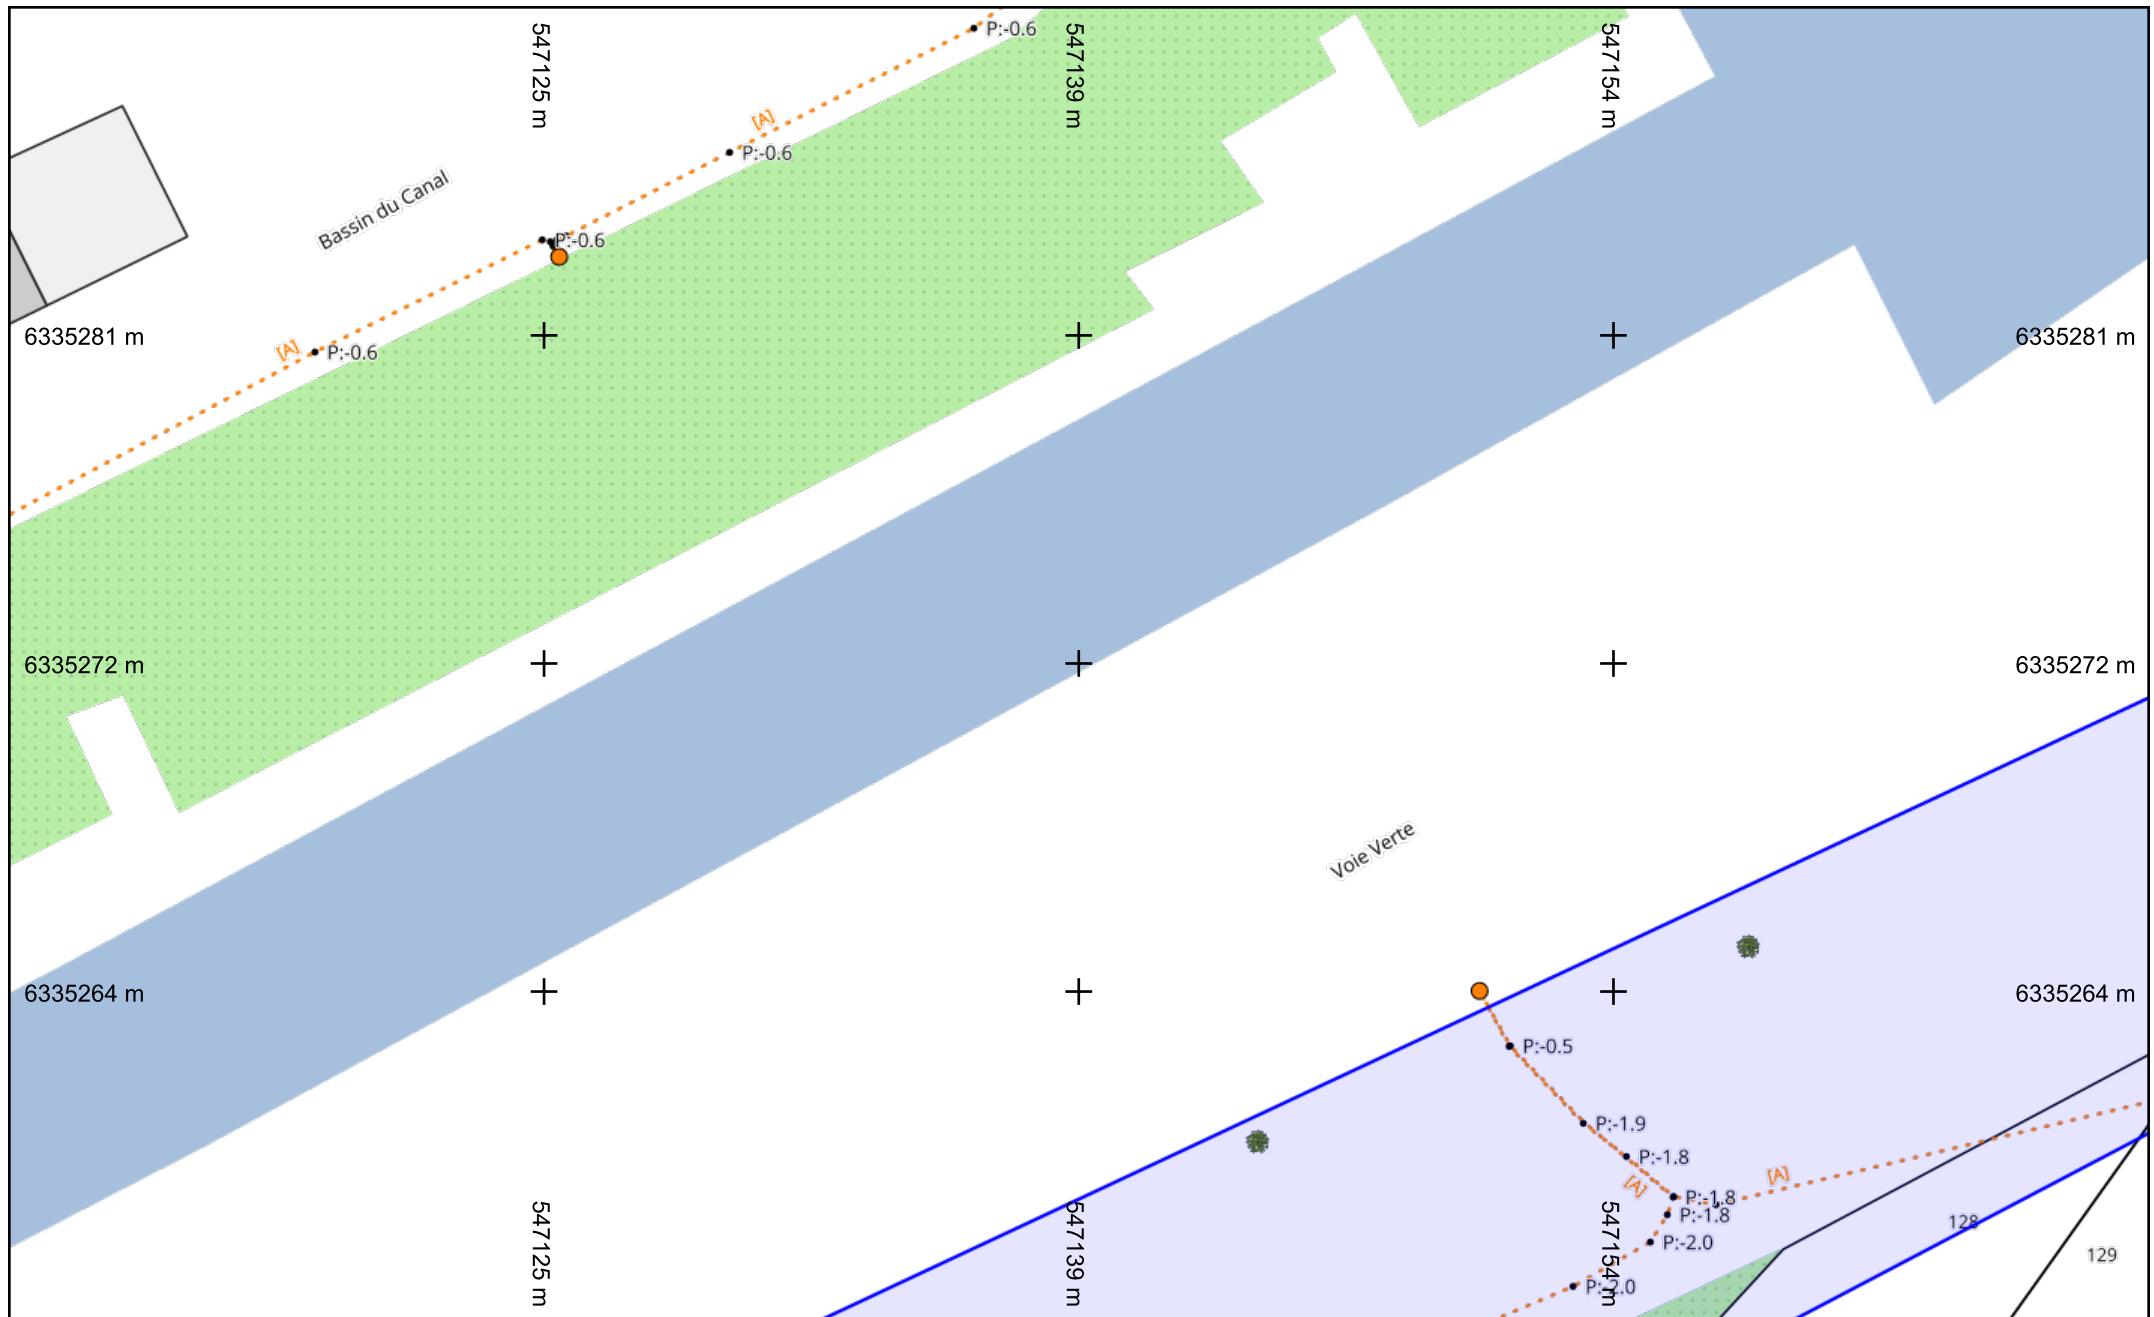 547125 m
547139 m
547154 m
P:-0.6
[A]
P:-0.6
Bassin du Canal
P:-0.6
6335281 m
[A]
P:-0.6
6335281 m
6335272 m
6335272 m
Voie Verte
6335264 m
6335264 m
P:-0.5
P:-1.9
P:-1.8
[A]
[A]
P:-1.8
P:-1.8
128
P:-2.0
129
P:-2.0
547125 m
547139 m
547154 m